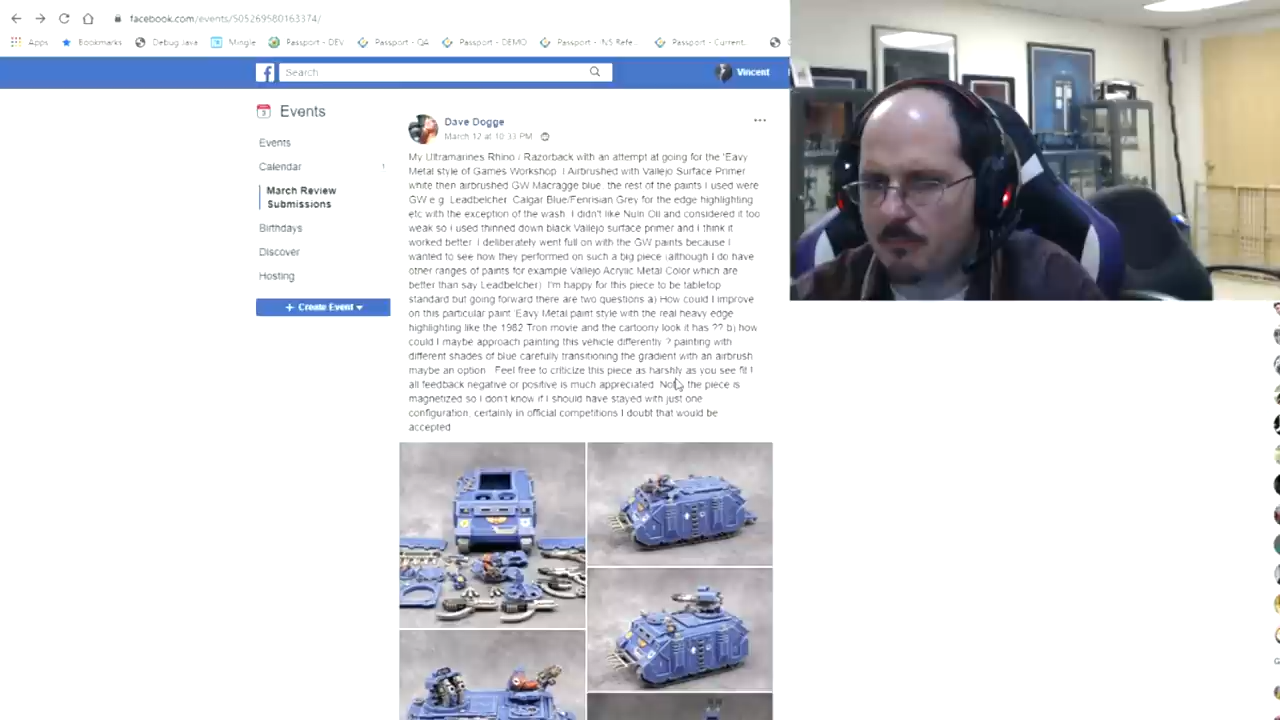 facebook.com/events/505269580163374/
Apps Bookmarks Debug Java Mingle Passport - DEV Passport - QA Passport - DEMO Passport - INS Refe... Passport - Current...
Search
Vincent
Events
Events
Calendar 1
March Review
Submissions
Birthdays
Discover
Hosting
+ Create Event
Dave Dogge
March 12 at 10:33 PM
My Ultramarines Rhino / Razorback with an attempt at going for the 'Eavy
Metal style of Games Workshop. I Airbrushed with Vallejo Surface Primer
white then airbrushed GW Macragge blue, the rest of the paints I used were
GW e.g. Leadbelcher, Calgar Blue/Fenrisian Grey for the edge highlighting
etc with the exception of the wash. I didn't like Nuln Oil and considered it too
weak so I used thinned down black Vallejo surface primer and I think it
worked better. I deliberately went full on with the GW paints because I
wanted to see how they performed on such a big piece (although I do have
other ranges of paints for example Vallejo Acrylic Metal Color which are
better than say Leadbelcher). I'm happy for this piece to be tabletop
standard but going forward there are two questions a) How could I improve
on this particular paint 'Eavy Metal paint style with the real heavy edge
highlighting like the 1982 Tron movie and the cartoony look it has ?? b) how
could I maybe approach painting this vehicle differently ? painting with
different shades of blue carefully transitioning the gradient with an airbrush
maybe an option . Feel free to criticize this piece as harshly as you see fit !
all feedback negative or positive is much appreciated. the piece is
magnetized so I don't know if I should have stayed with just one
configuration, certainly in official competitions I doubt that would be
accepted